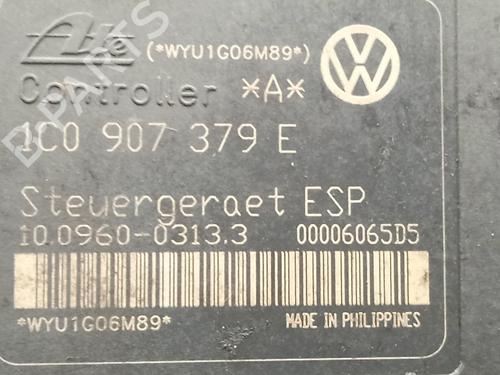 Ate (*WYU1G06M89*)
Controller *A*
1C0 907 379 E
Steuergeraet ESP
10.0960-0313.3 00006065D5
*WYU1G06M89*
MADE IN PHILIPPINES